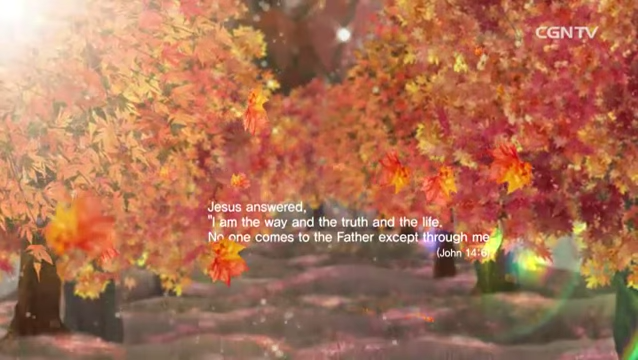 CGNTV
Jesus answered,
"I am the way and the truth and the life.
No one comes to the Father except through me
(John 14:6)